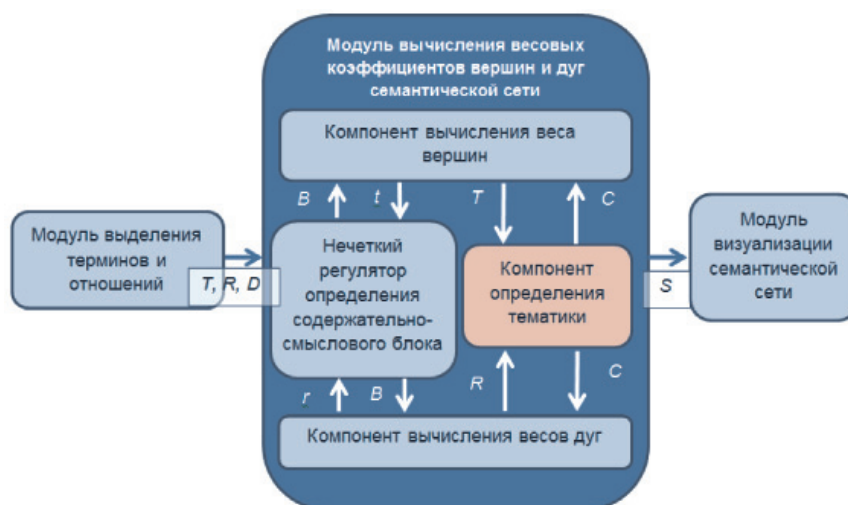 Модуль вычисления весовых
коэффициентов вершин и дуг
семантической сети
Компонент вычисления веса
вершин
B
t
T
C
Модуль выделения
терминов и
отношений
T, R, D
Нечеткий
регулятор
определения
содержательно-
смыслового блока
Компонент
определения
тематики
S
Модуль
визуализации
семантической
сети
r
B
R
C
Компонент вычисления весов дуг